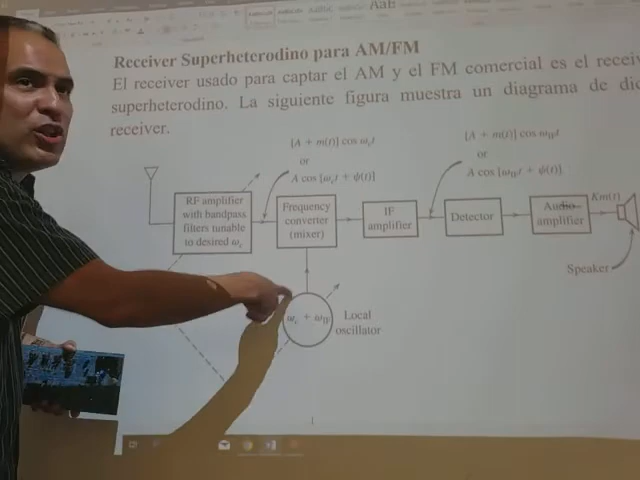 AaB
Receiver Superheterodino para AM/FM
El receiver usado para captar el AM y el FM comercial es el
superheterodino. La siguiente figura muestra un diagrama de
receiver.
[A + m(t)] cos ω_c t
or
A cos [ω_c t + ψ(t)]
[A + m(t)] cos ω_IF t
or
A cos [ω_IF t + ψ(t)]
RF amplifier
with bandpass
filters tunable
to desired ω_c
Frequency
converter
(mixer)
IF
amplifier
Detector
Audio
amplifier
Km(t)
Speaker
ω_c + ω_IF
Local
oscillator